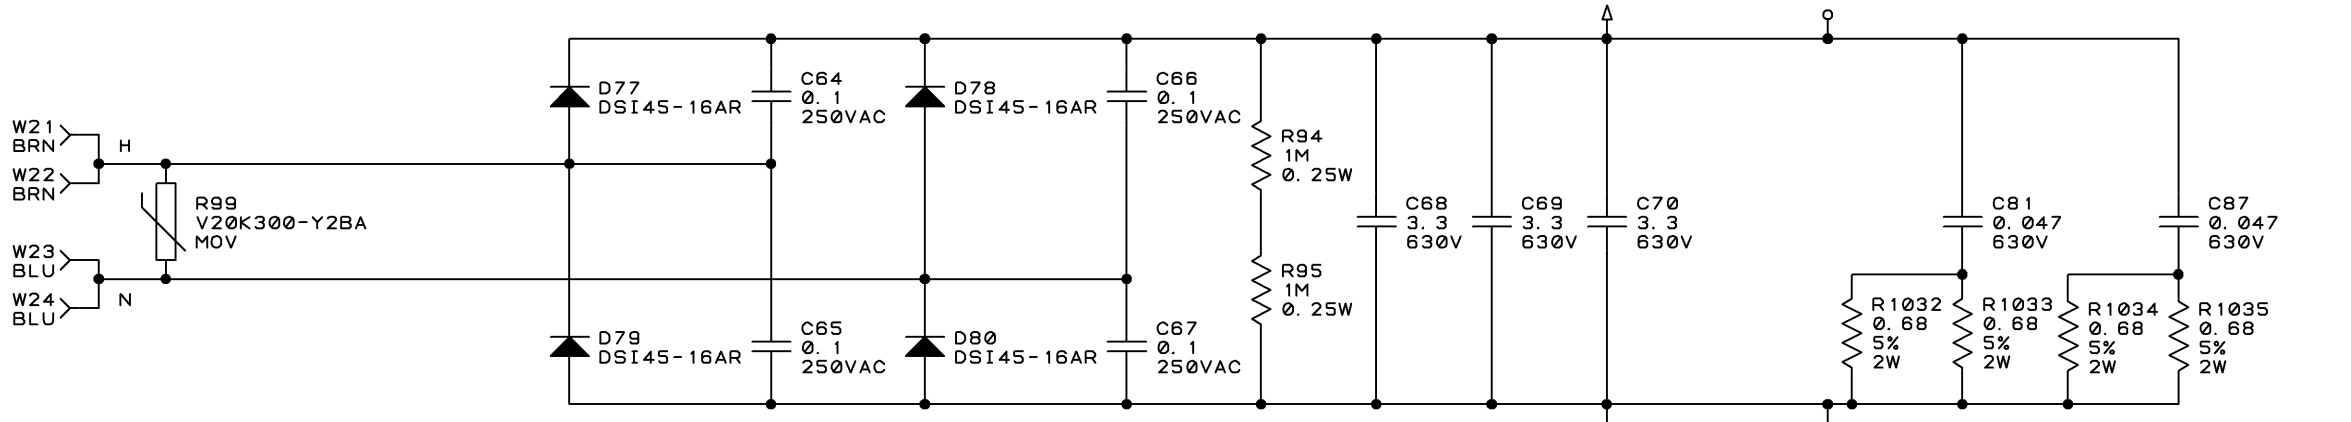 W21
BRN
W22
BRN
H
W23
BLU
W24
BLU
N
R99
V20K300-Y2BA
MOV
D77
DSI45-16AR
C64
0.1
250VAC
D78
DSI45-16AR
C66
0.1
250VAC
D79
DSI45-16AR
C65
0.1
250VAC
D80
DSI45-16AR
C67
0.1
250VAC
R94
1M
0.25W
R95
1M
0.25W
C68
3.3
630V
C69
3.3
630V
C70
3.3
630V
C81
0.047
630V
C87
0.047
630V
R1032
0.68
5%
2W
R1033
0.68
5%
2W
R1034
0.68
5%
2W
R1035
0.68
5%
2W